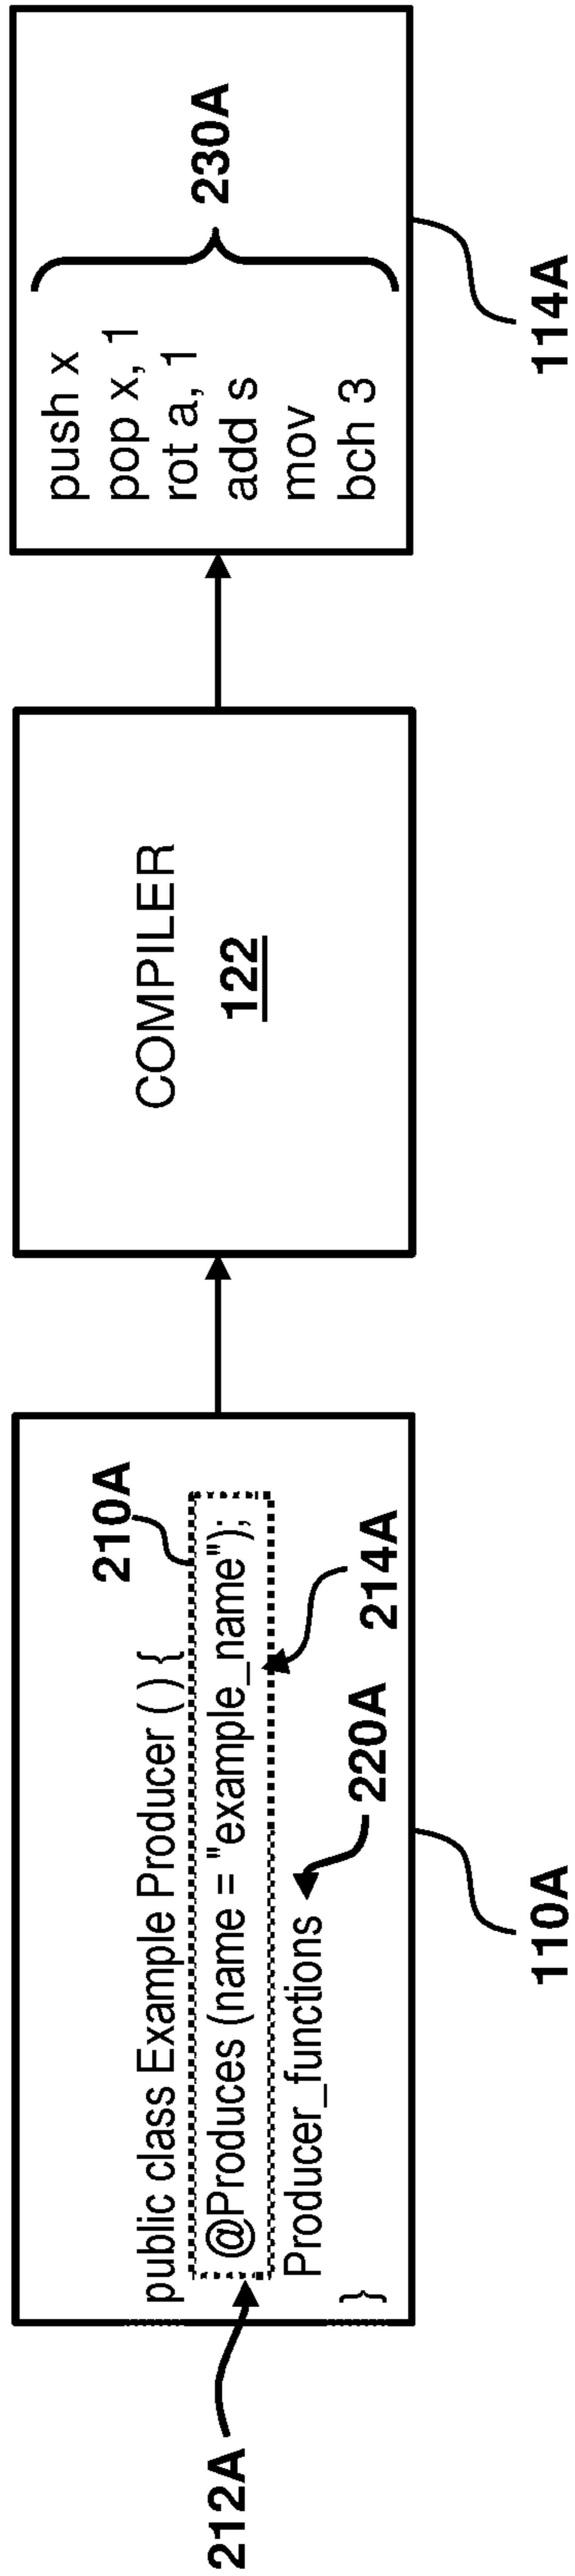 212A
public class Example Producer ( ) {
210A
@Produces (name = "example_name");
214A
Producer_functions
220A
}
110A
COMPILER
122
push x
pop x, 1
rot a, 1
add s
mov
bch 3
230A
114A